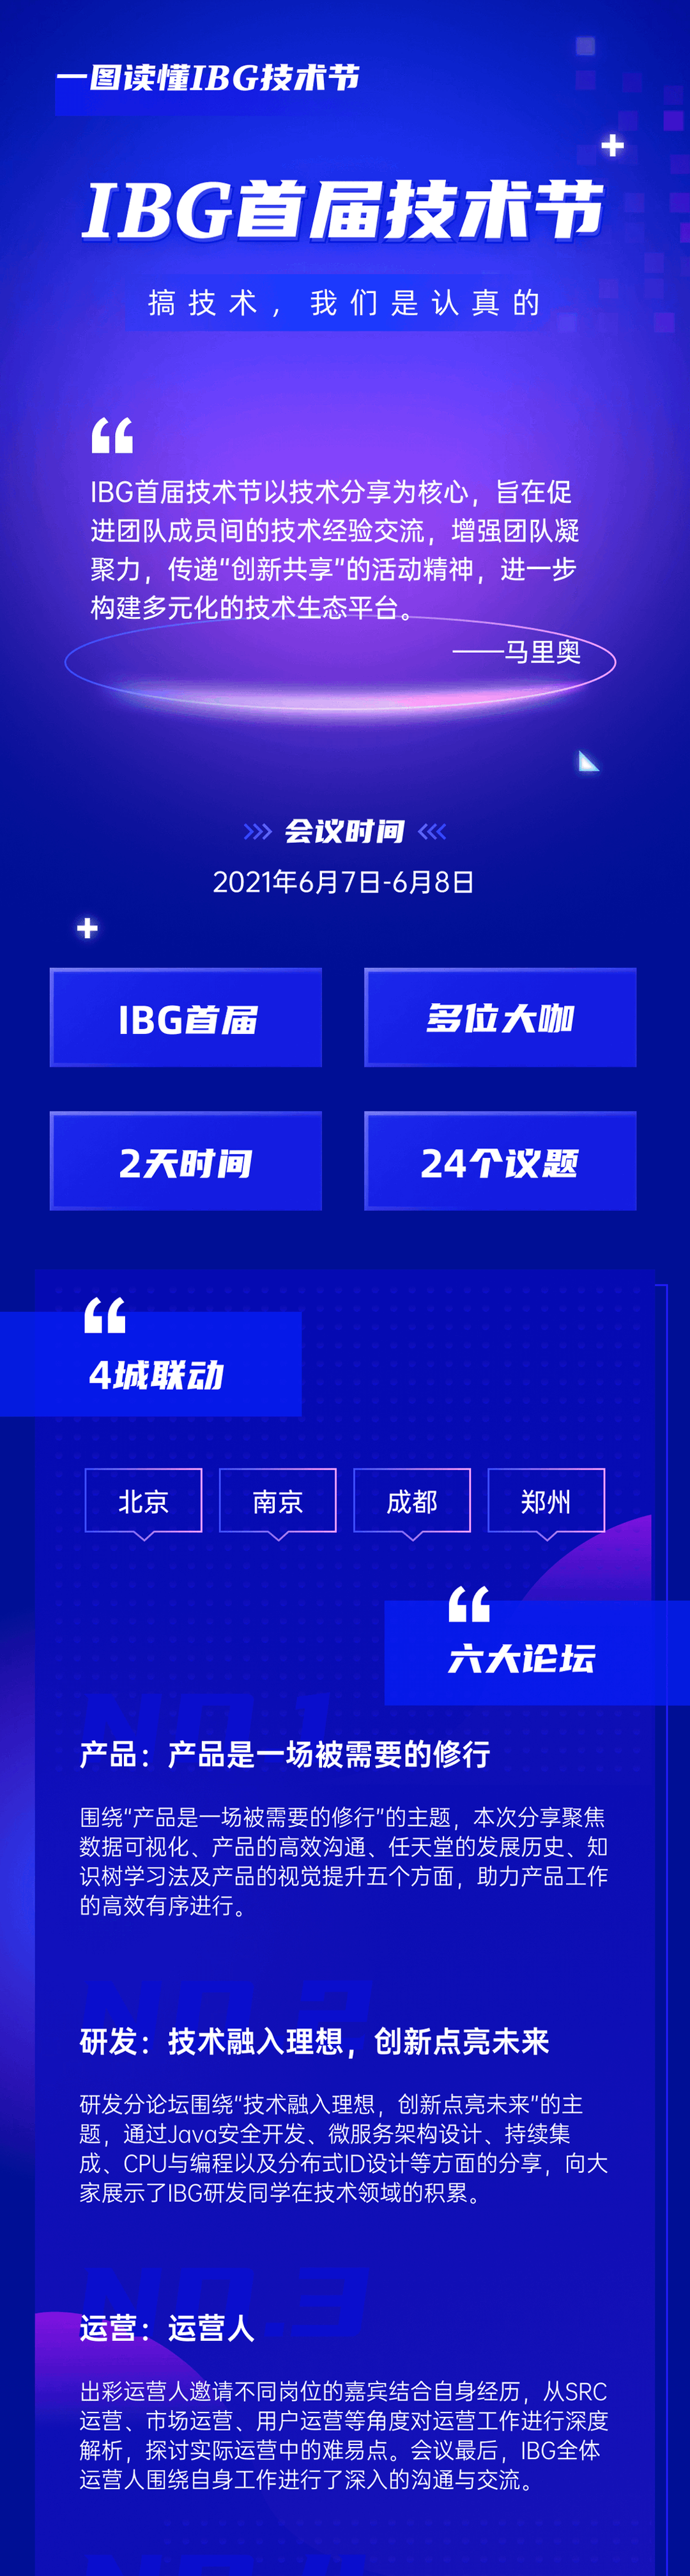 一图读懂IBG技术节
IBG首届技术节
搞技术，我们是认真的
IBG首届技术节以技术分享为核心，旨在促
进团队成员间的技术经验交流，增强团队凝
聚力，传递"创新共享"的活动精神，进一步
构建多元化的技术生态平台。
——马里奥
会议时间
2021年6月7日-6月8日
IBG首届
多位大咖
2天时间
24个议题
4城联动
北京
南京
成都
郑州
六大论坛
NO.1
产品：产品是一场被需要的修行
围绕"产品是一场被需要的修行"的主题，本次分享聚焦
数据可视化、产品的高效沟通、任天堂的发展历史、知
识树学习法及产品的视觉提升五个方面，助力产品工作
的高效有序进行。
NO.2
研发：技术融入理想，创新点亮未来
研发分论坛围绕"技术融入理想，创新点亮未来"的主
题，通过Java安全开发、微服务架构设计、持续集
成、CPU与编程以及分布式ID设计等方面的分享，向大
家展示了IBG研发同学在技术领域的积累。
NO.3
运营：运营人
出彩运营人邀请不同岗位的嘉宾结合自身经历，从SRC
运营、市场运营、用户运营等角度对运营工作进行深度
解析，探讨实际运营中的难易点。会议最后，IBG全体
运营人围绕自身工作进行了深入的沟通与交流。